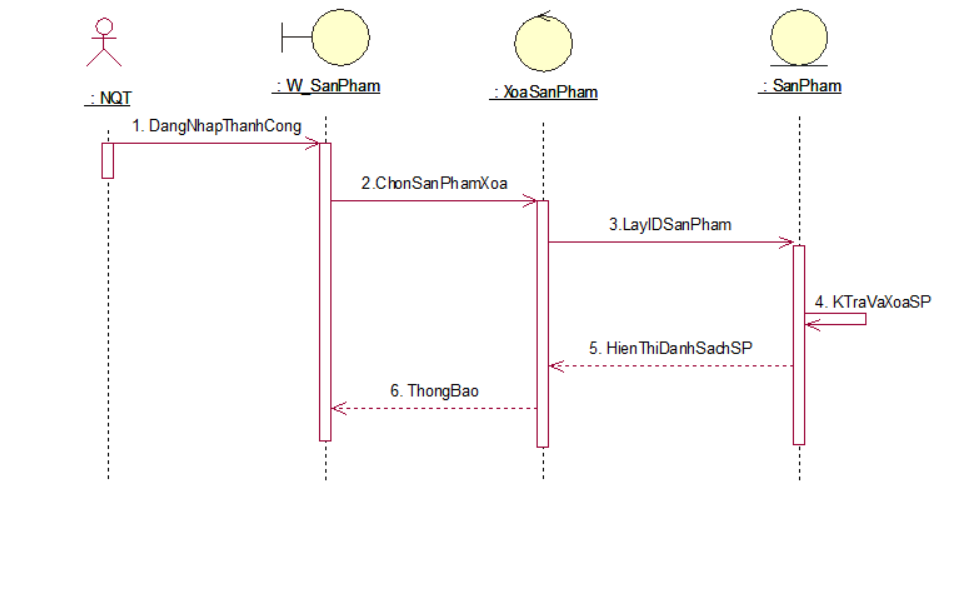 : NQT
: W_SanPham
: XoaSanPham
: SanPham
1. DangNhapThanhCong
2.ChonSanPhamXoa
3.LayIDSanPham
4. KTraVaXoaSP
5. HienThiDanhSachSP
6. ThongBao